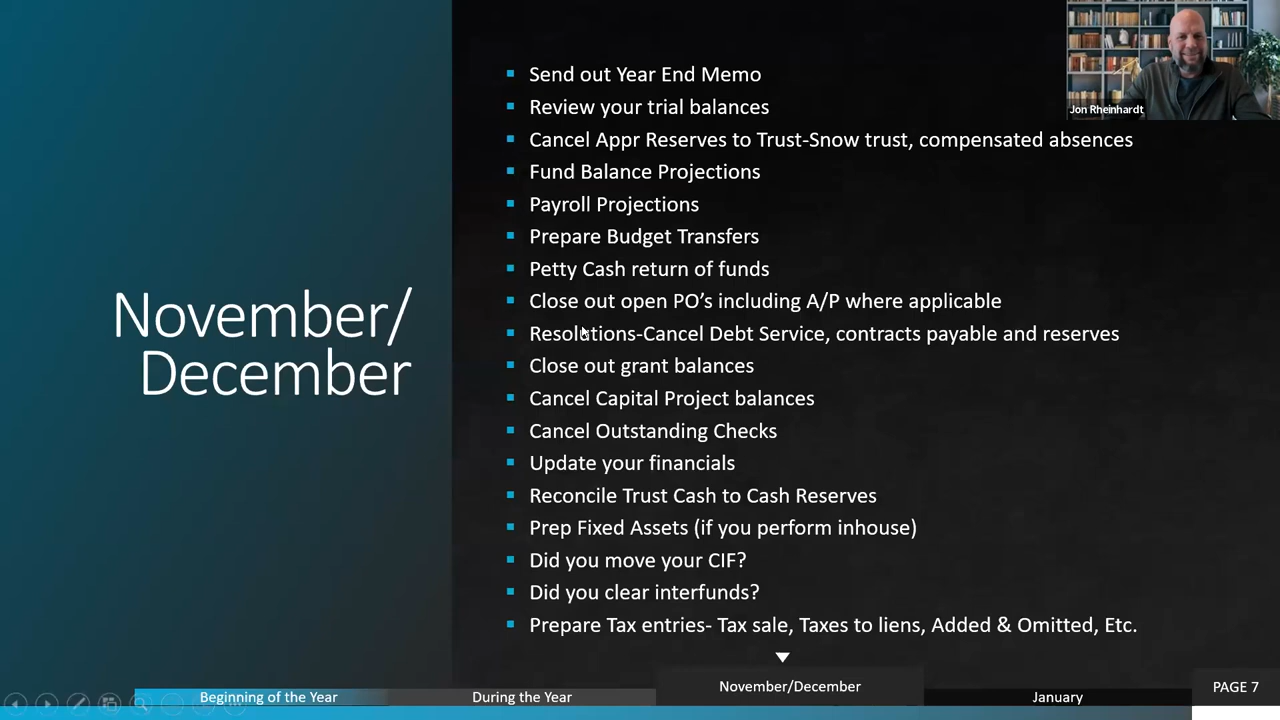 Jon Rheinhardt
November/
December
Send out Year End Memo
Review your trial balances
Cancel Appr Reserves to Trust-Snow trust, compensated absences
Fund Balance Projections
Payroll Projections
Prepare Budget Transfers
Petty Cash return of funds
Close out open PO’s including A/P where applicable
Resolutions-Cancel Debt Service, contracts payable and reserves
Close out grant balances
Cancel Capital Project balances
Cancel Outstanding Checks
Update your financials
Reconcile Trust Cash to Cash Reserves
Prep Fixed Assets (if you perform inhouse)
Did you move your CIF?
Did you clear interfunds?
Prepare Tax entries- Tax sale, Taxes to liens, Added & Omitted, Etc.
Beginning of the Year
During the Year
November/December
January
PAGE 7